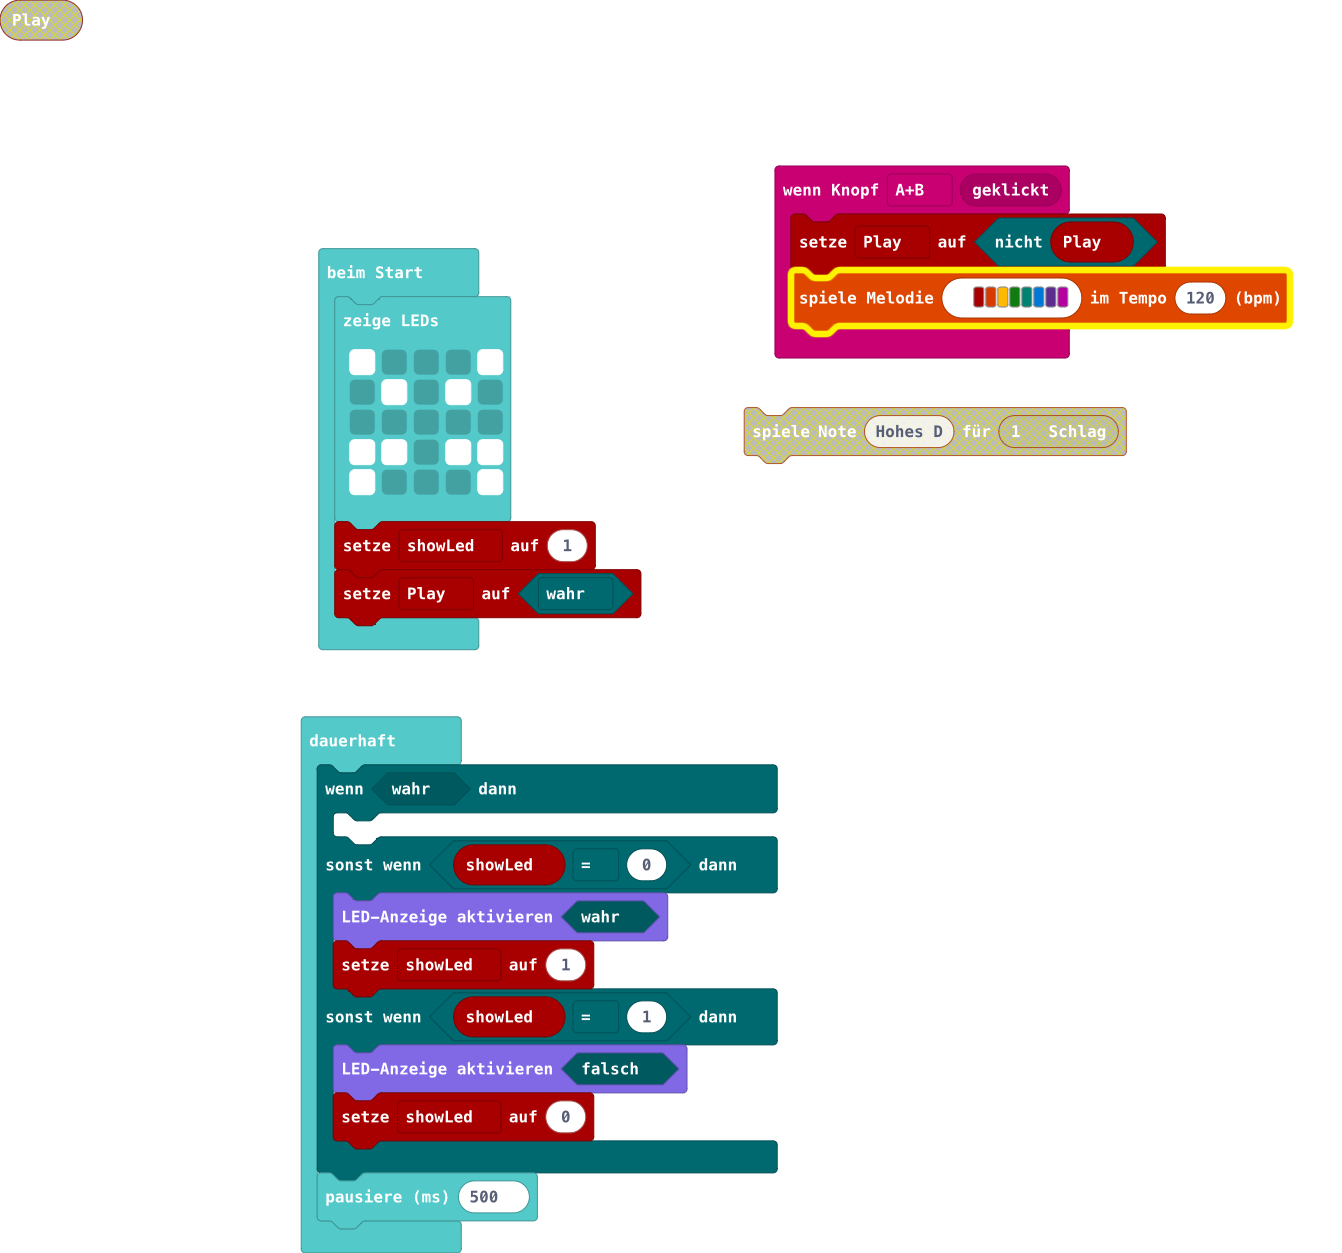 Play
wenn Knopf A+B geklickt
setze Play auf nicht Play
spiele Melodie im Tempo 120 (bpm)
spiele Note Hohes D für 1 Schlag
beim Start
zeige LEDs
setze showLed auf 1
setze Play auf wahr
dauerhaft
wenn wahr dann
sonst wenn showLed = 0 dann
LED-Anzeige aktivieren wahr
setze showLed auf 1
sonst wenn showLed = 1 dann
LED-Anzeige aktivieren falsch
setze showLed auf 0
pausiere (ms) 500